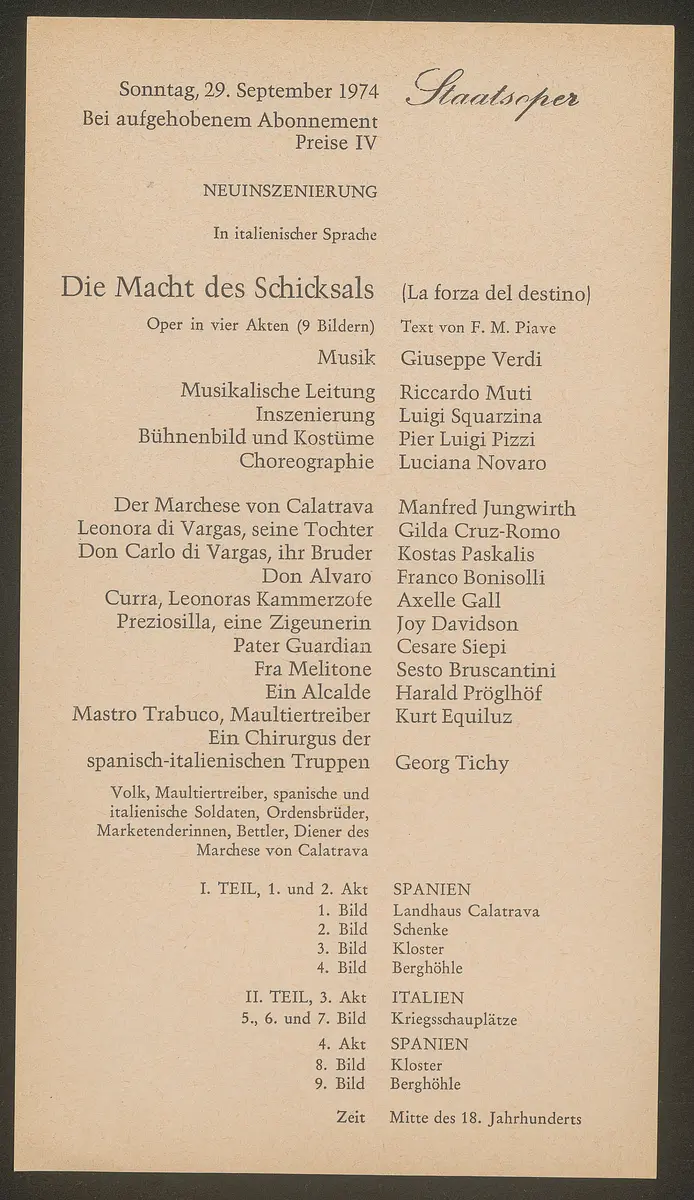 Sonntag, 29. September 1974 Staatsoper
Bei aufgehobenem Abonnement
Preise IV
NEUINSZENIERUNG
In italienischer Sprache
Die Macht des Schicksals (La forza del destino)
Oper in vier Akten (9 Bildern) Text von F. M. Piave
Musik Giuseppe Verdi
Musikalische Leitung Riccardo Muti
Inszenierung Luigi Squarzina
Bühnenbild und Kostüme Pier Luigi Pizzi
Choreographie Luciana Novaro
Der Marchese von Calatrava Manfred Jungwirth
Leonora di Vargas, seine Tochter Gilda Cruz-Romo
Don Carlo di Vargas, ihr Bruder Kostas Paskalis
Don Alvaro Franco Bonisolli
Curra, Leonoras Kammerzofe Axelle Gall
Preziosilla, eine Zigeunerin Joy Davidson
Pater Guardian Cesare Siepi
Fra Melitone Sesto Bruscantini
Ein Alcalde Harald Pröglhöf
Mastro Trabuco, Maultiertreiber Kurt Equiluz
Ein Chirurgus der
spanisch-italienischen Truppen Georg Tichy
Volk, Maultiertreiber, spanische und
italienische Soldaten, Ordensbrüder,
Marketenderinnen, Bettler, Diener des
Marchese von Calatrava
I. TEIL, 1. und 2. Akt SPANIEN
1. Bild Landhaus Calatrava
2. Bild Schenke
3. Bild Kloster
4. Bild Berghöhle
II. TEIL, 3. Akt ITALIEN
5., 6. und 7. Bild Kriegsschauplätze
4. Akt SPANIEN
8. Bild Kloster
9. Bild Berghöhle
Zeit Mitte des 18. Jahrhunderts